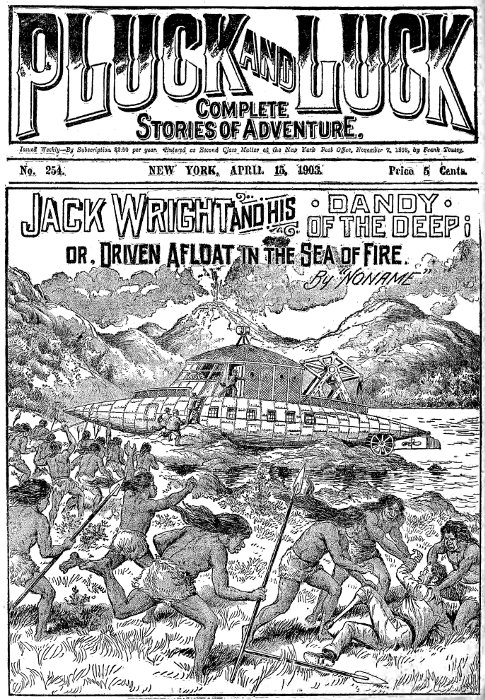 PLUCK AND LUCK
COMPLETE
STORIES OF ADVENTURE.
Issued Weekly—By Subscription $2.50 per year. Entered as Second Class Matter at the New York Post Office, November 7, 1898, by Frank Tousey.
No. 254. NEW YORK, APRIL 15, 1903. Price 5 Cents.
JACK WRIGHT AND HIS DANDY OF THE DEEP;
OR, DRIVEN AFLOAT IN THE SEA OF FIRE.
By "NONAME"